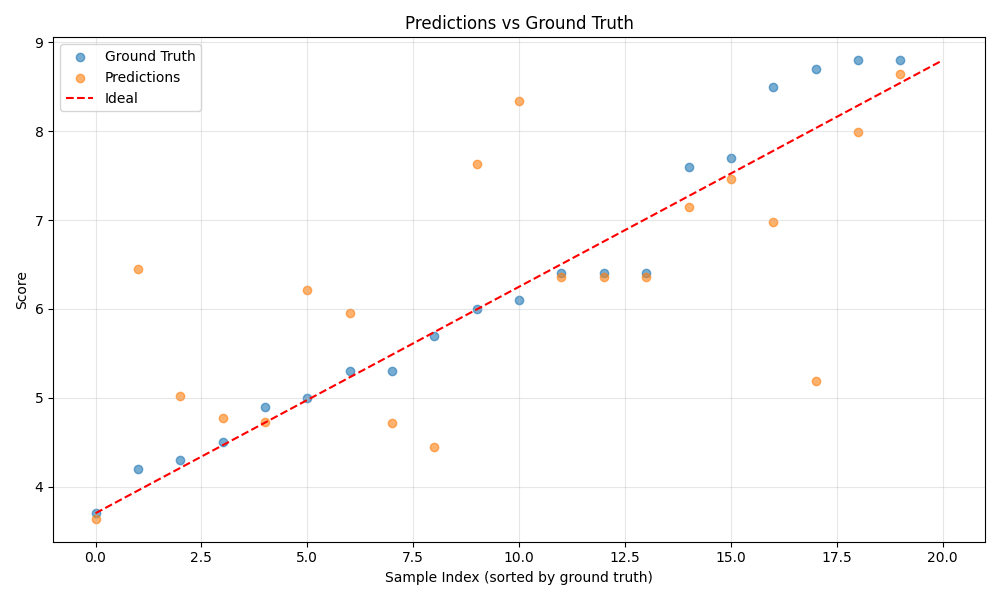 Predictions vs Ground Truth
Ground Truth
Predictions
Ideal
Score
9
8
7
6
5
4
0.0 2.5 5.0 7.5 10.0 12.5 15.0 17.5 20.0
Sample Index (sorted by ground truth)